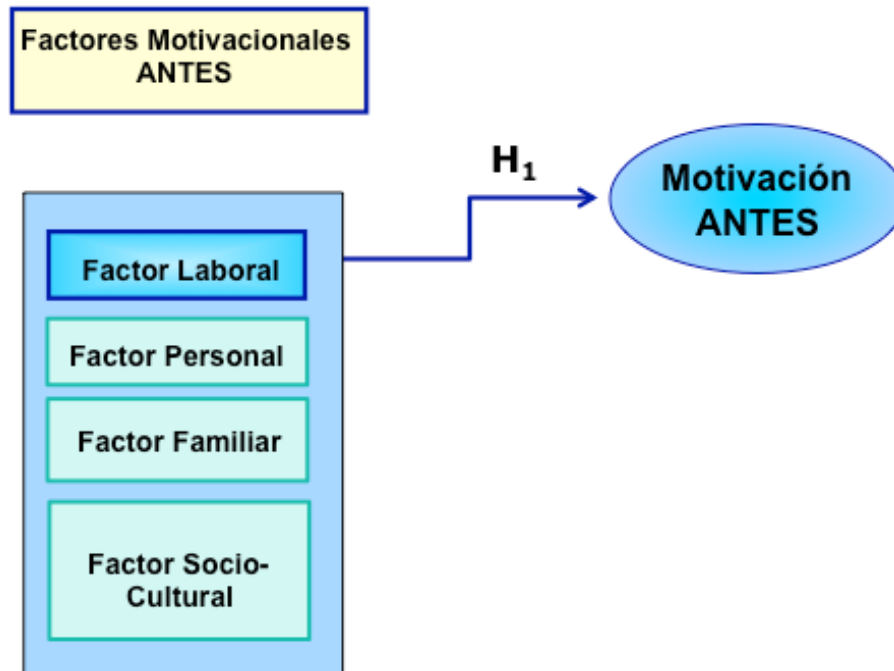 Factores Motivacionales
ANTES
H₁
Motivación
ANTES
Factor Laboral
Factor Personal
Factor Familiar
Factor Socio-
Cultural